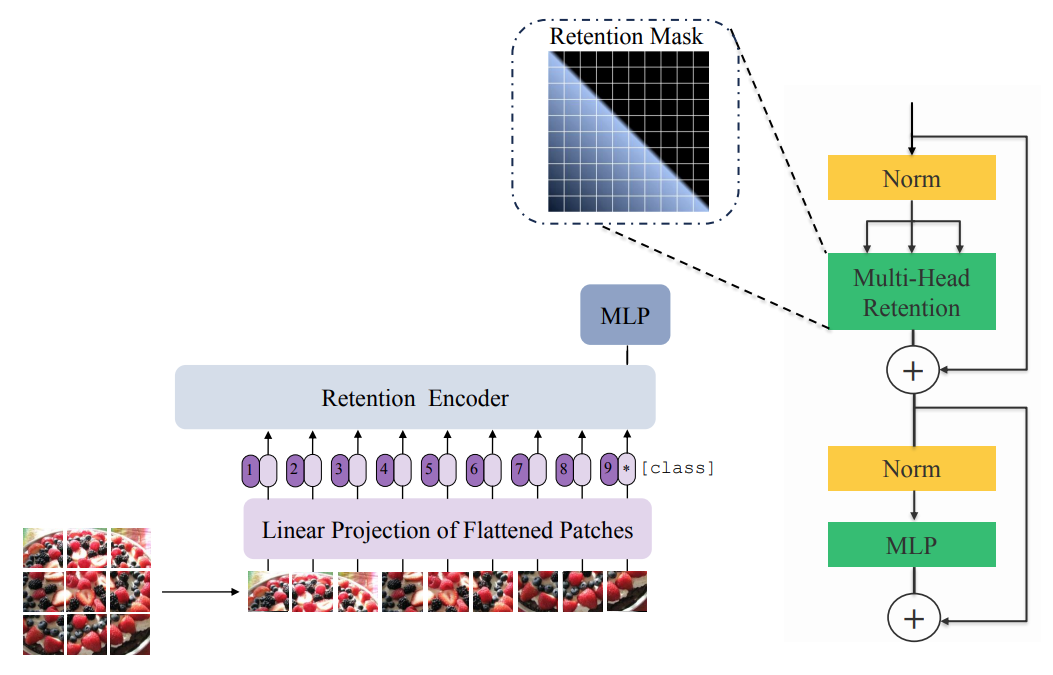 Retention Mask
Norm
Multi-Head
Retention
+
Norm
MLP
+
MLP
Retention Encoder
1 2 3 4 5 6 7 8 9 * [class]
Linear Projection of Flattened Patches